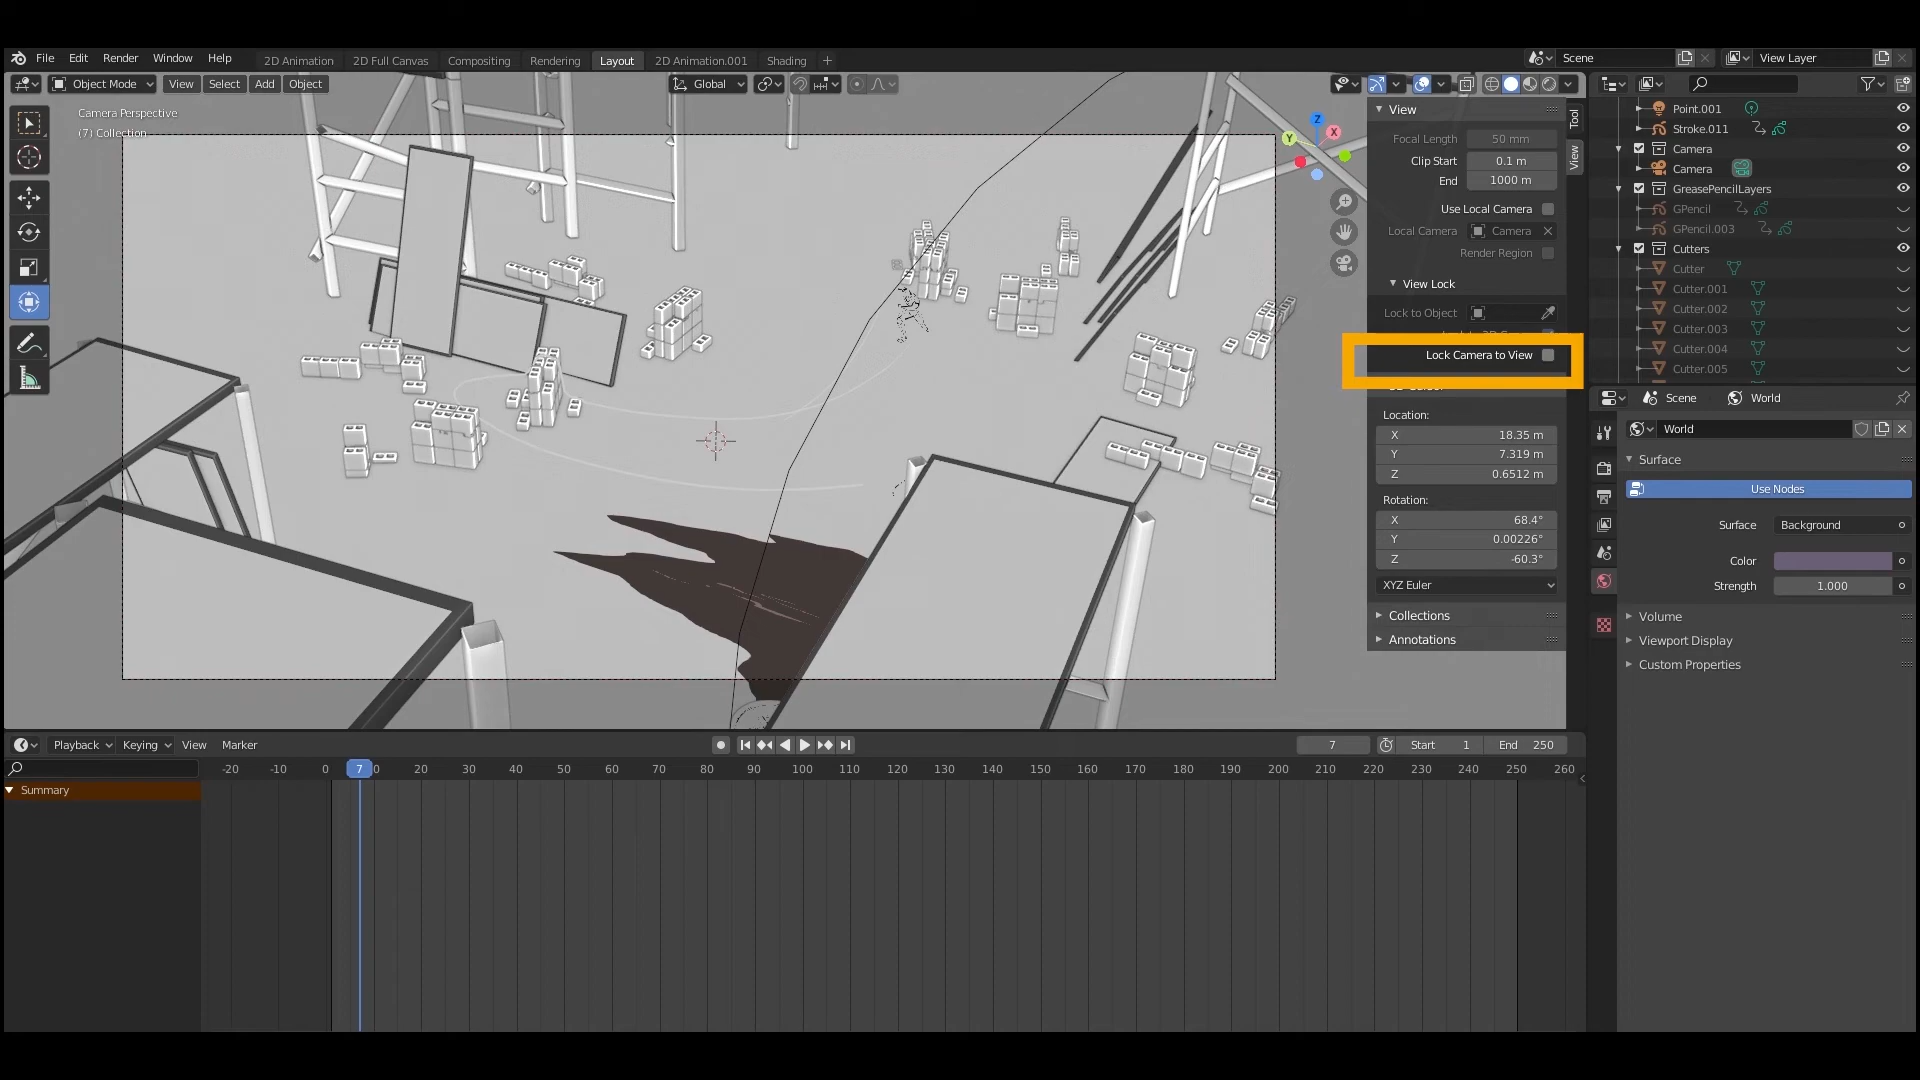 File Edit Render Window Help
2D Animation 2D Full Canvas Compositing Rendering Layout 2D Animation.001 Shading +
Scene
View Layer
Object Mode View Select Add Object
Global
Camera Perspective
(7) Collection
Z
X
Y
View
Focal Length 50 mm
Clip Start 0.1 m
End 1000 m
Use Local Camera
Local Camera Camera
Render Region
View Lock
Lock to Object
Lock Camera to View
Location:
X 18.35 m
Y 7.319 m
Z 0.6512 m
Rotation:
X 68.4°
Y 0.00226°
Z -60.3°
XYZ Euler
Collections
Annotations
Tool
View
Point.001
Stroke.011
Camera
Camera
GreasePencilLayers
GPencil
GPencil.003
Cutters
Cutter
Cutter.001
Cutter.002
Cutter.003
Cutter.004
Cutter.005
Scene World
World
Surface
Use Nodes
Surface Background
Color
Strength 1.000
Volume
Viewport Display
Custom Properties
Playback Keying View Marker
7
Start 1
End 250
-20 -10 0 7 0 20 30 40 50 60 70 80 90 100 110 120 130 140 150 160 170 180 190 200 210 220 230 240 250 260
Summary